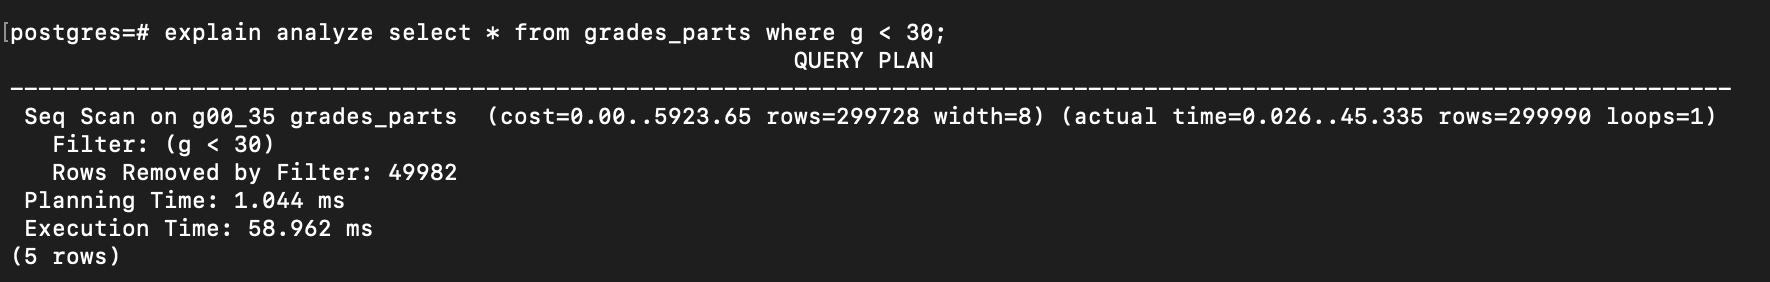 [postgres=# explain analyze select * from grades_parts where g < 30;
QUERY PLAN
---------------------------------------------------------------------------------------------------------------------------
Seq Scan on g00_35 grades_parts  (cost=0.00..5923.65 rows=299728 width=8) (actual time=0.026..45.335 rows=299990 loops=1)
Filter: (g < 30)
Rows Removed by Filter: 49982
Planning Time: 1.044 ms
Execution Time: 58.962 ms
(5 rows)